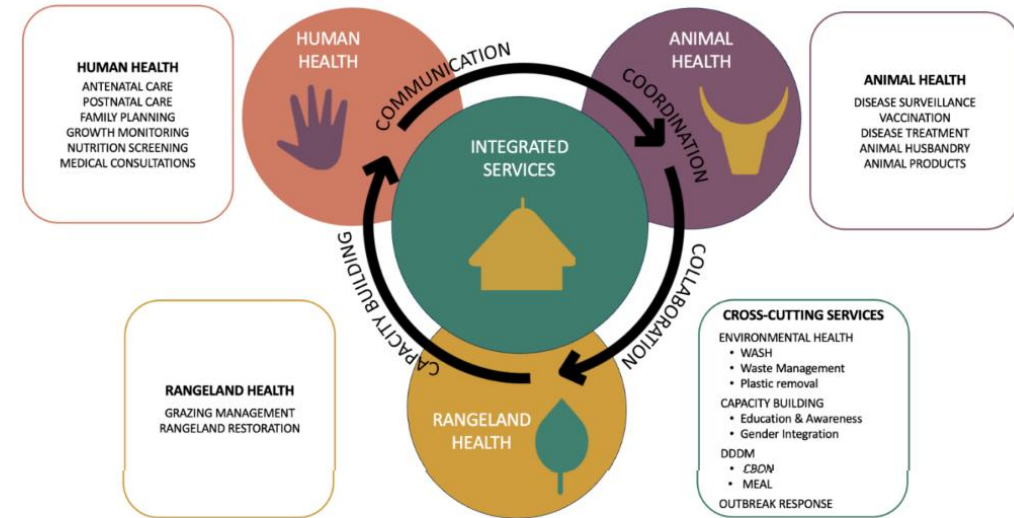 HUMAN HEALTH
ANTENATAL CARE
POSTNATAL CARE
FAMILY PLANNING
GROWTH MONITORING
NUTRITION SCREENING
MEDICAL CONSULTATIONS
HUMAN
HEALTH
COMMUNICATION
ANIMAL
HEALTH
COORDINATION
ANIMAL HEALTH
DISEASE SURVEILLANCE
VACCINATION
DISEASE TREATMENT
ANIMAL HUSBANDRY
ANIMAL PRODUCTS
INTEGRATED
SERVICES
CAPACITY BUILDING
COLLABORATION
RANGELAND HEALTH
GRAZING MANAGEMENT
RANGELAND RESTORATION
RANGELAND
HEALTH
CROSS-CUTTING SERVICES
ENVIRONMENTAL HEALTH
• WASH
• Waste Management
• Plastic removal
CAPACITY BUILDING
• Education & Awareness
• Gender Integration
DDDM
• CBDN
• MEAL
OUTBREAK RESPONSE